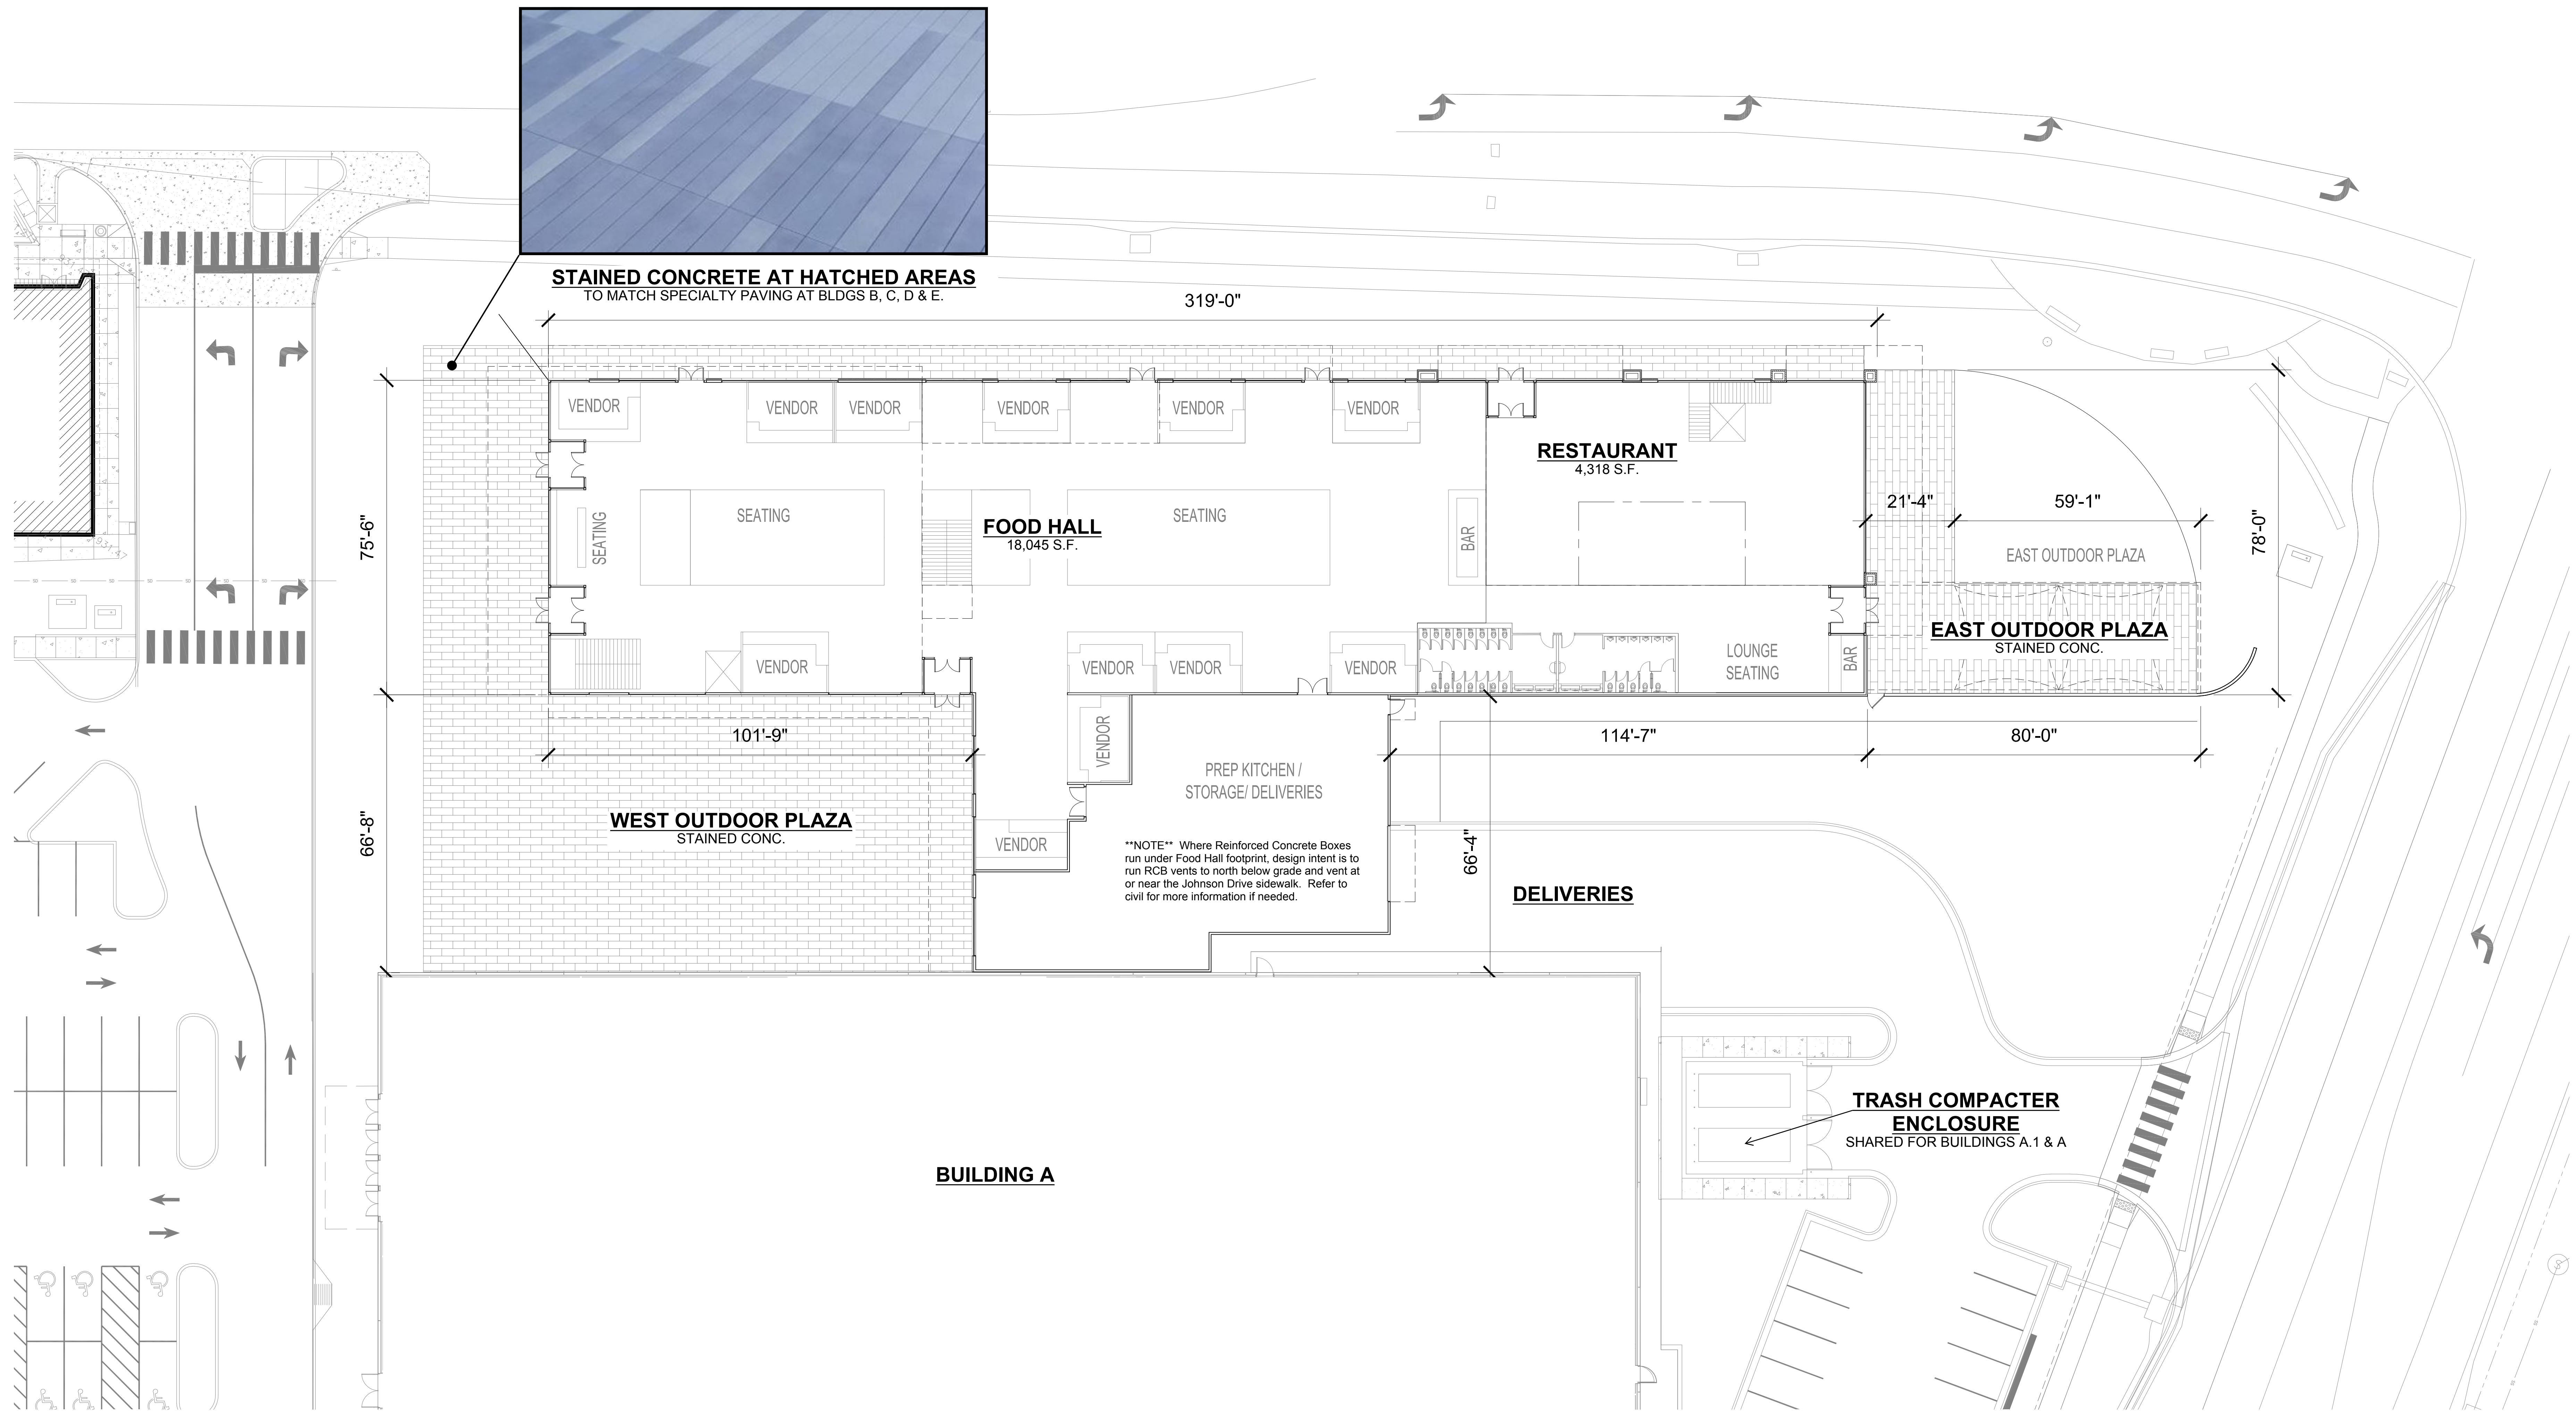 STAINED CONCRETE AT HATCHED AREAS
TO MATCH SPECIALTY PAVING AT BLDGS B, C, D & E.
319'-0"
VENDOR
VENDOR
VENDOR
VENDOR
VENDOR
VENDOR
RESTAURANT
4,318 S.F.
75'-6"
SEATING
SEATING
FOOD HALL
18,045 S.F.
SEATING
BAR
21'-4"
59'-1"
78'-0"
EAST OUTDOOR PLAZA
931.47
EAST OUTDOOR PLAZA
STAINED CONC.
VENDOR
VENDOR
VENDOR
VENDOR
LOUNGE
SEATING
BAR
101'-9"
VENDOR
114'-7"
80'-0"
PREP KITCHEN /
STORAGE/ DELIVERIES
66'-8"
WEST OUTDOOR PLAZA
STAINED CONC.
VENDOR
**NOTE** Where Reinforced Concrete Boxes
run under Food Hall footprint, design intent is to
run RCB vents to north below grade and vent at
or near the Johnson Drive sidewalk. Refer to
civil for more information if needed.
66'-4"
DELIVERIES
TRASH COMPACTER
ENCLOSURE
SHARED FOR BUILDINGS A.1 & A
BUILDING A